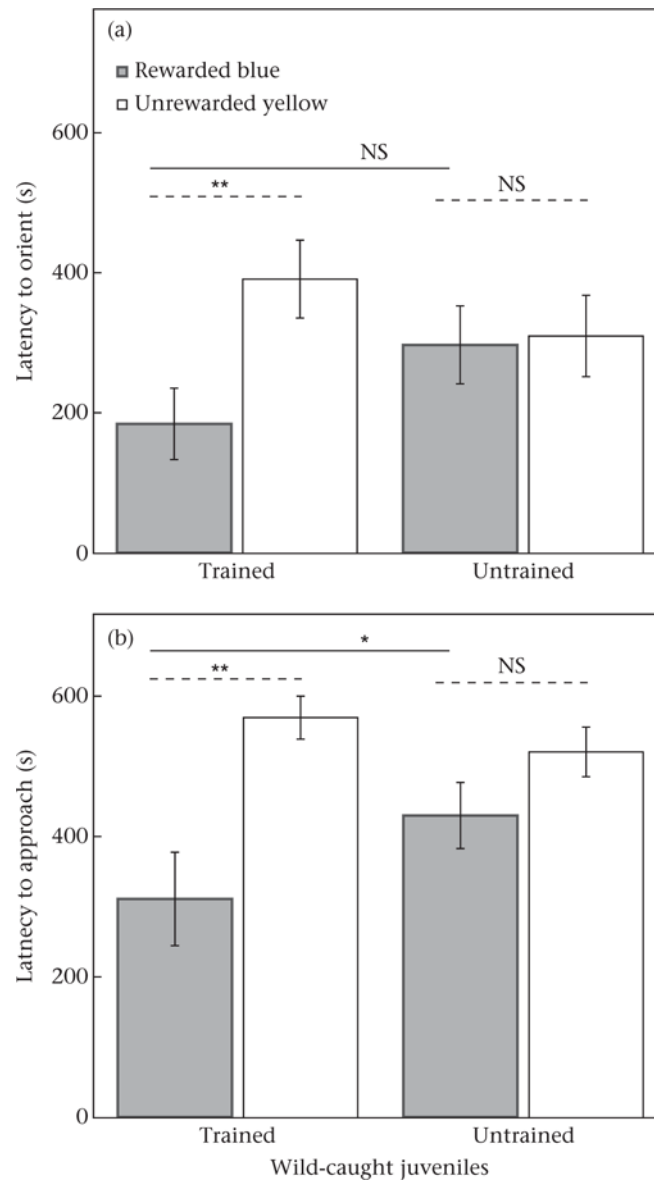 (a)
Rewarded blue
Unrewarded yellow
600
400
200
0
Latency to orient (s)
NS
**
NS
Trained
Untrained
(b)
600
400
200
0
Latnecy to approach (s)
*
**
NS
Trained
Untrained
Wild-caught juveniles